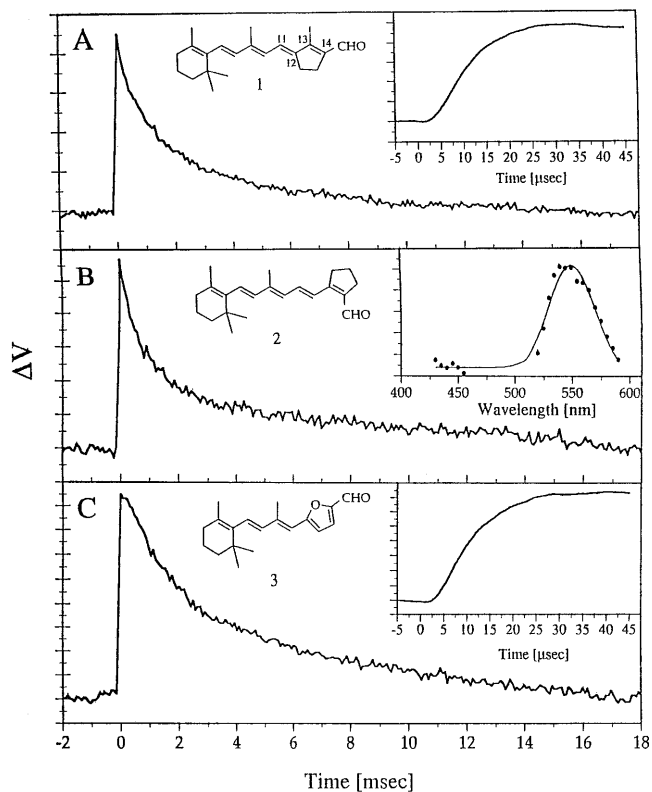 A
11 13 14 CHO
12
1
Time [μsec]
-5 0 5 10 15 20 25 30 35 40 45
B
CHO
2
400 450 500 550 600
Wavelength [nm]
ΔV
C
CHO
3
-5 0 5 10 15 20 25 30 35 40 45
Time [μsec]
-2 0 2 4 6 8 10 12 14 16 18
Time [msec]